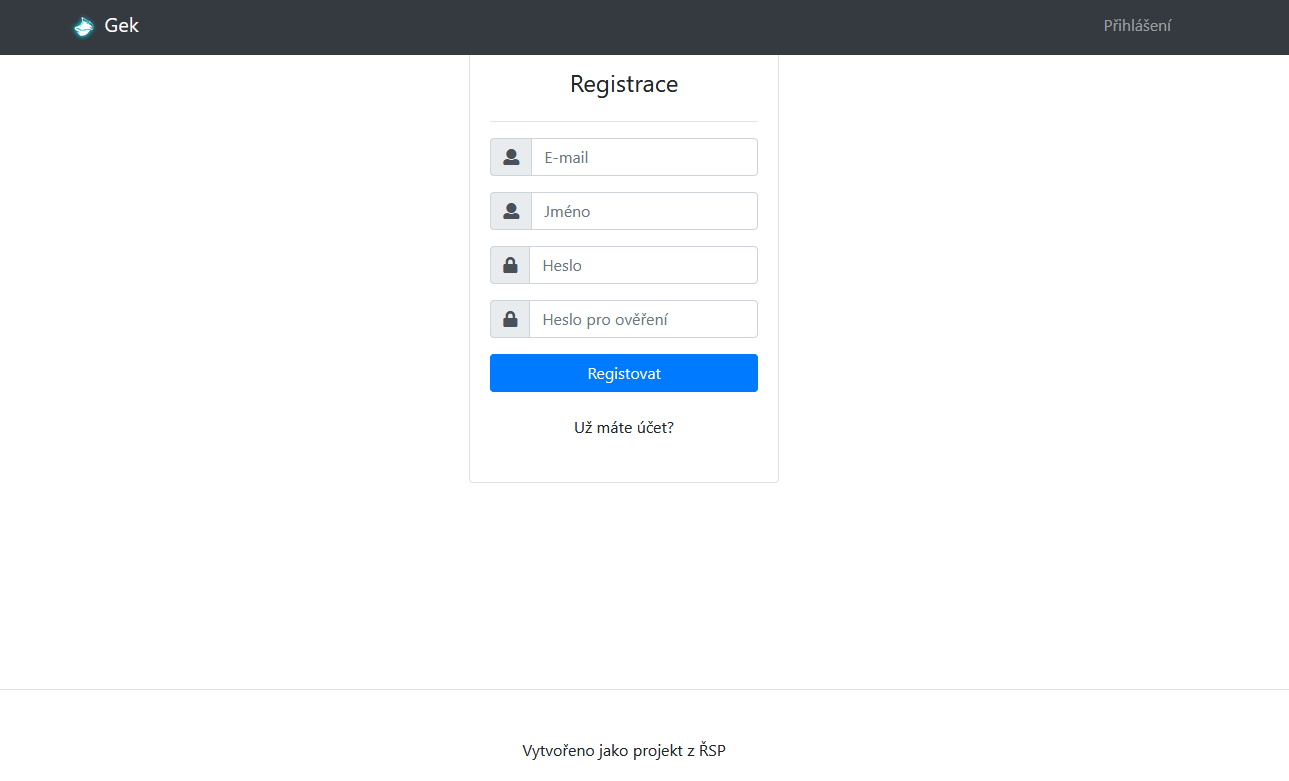 Gek
Přihlášení
Registrace
E-mail
Jméno
Heslo
Heslo pro ověření
Registovat
Už máte účet?
Vytvořeno jako projekt z ŘSP